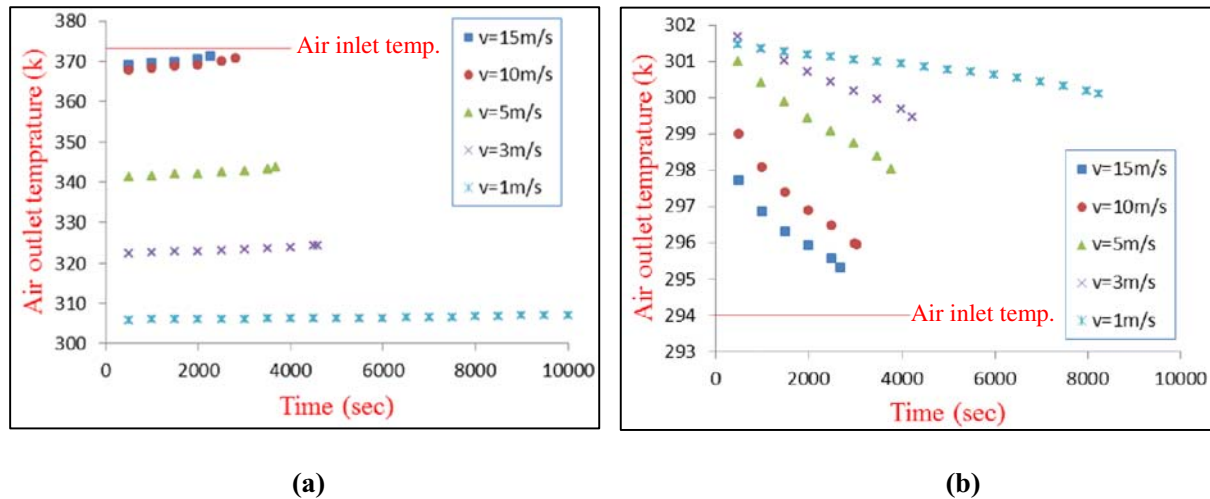 380
370
360
350
340
330
320
310
300
Air outlet temprature (k)
0 2000 4000 6000 8000 10000
Time (sec)
Air inlet temp.
v=15m/s
v=10m/s
v=5m/s
v=3m/s
v=1m/s
(a)
302
301
300
299
298
297
296
295
294
293
Air outlet temprature (k)
0 2000 4000 6000 8000 10000
Time (sec)
v=15m/s
v=10m/s
v=5m/s
v=3m/s
v=1m/s
Air inlet temp.
(b)